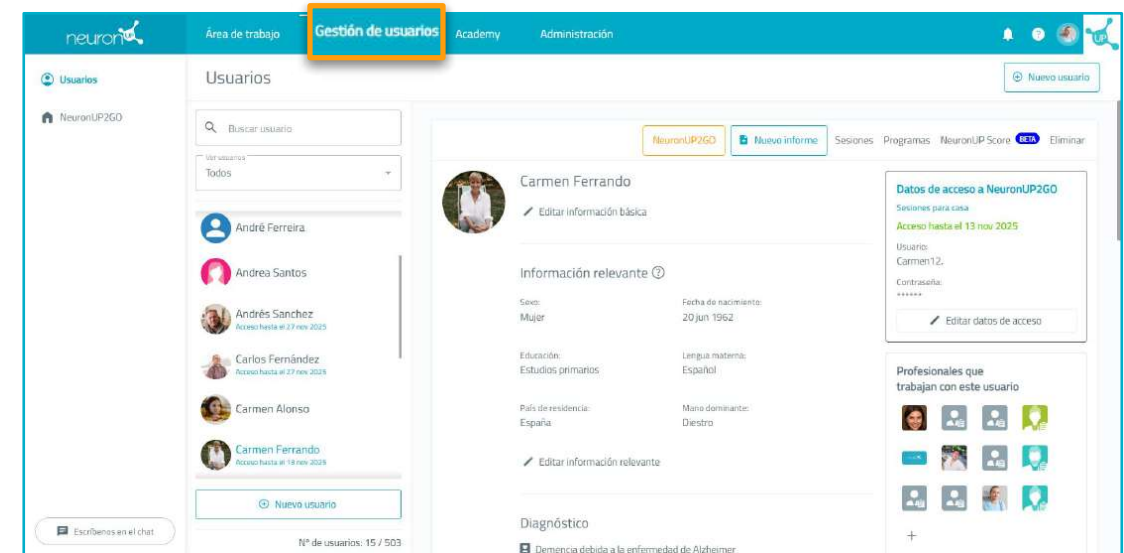 neuronUP
Área de trabajo
Gestión de usuarios
Academy
Administración
UP
Usuarios
NeuronUP2GO
Usuarios
Nuevo usuario
Buscar usuario
Ver usuarios
Todos
André Ferreira
Andrea Santos
Andrés Sanchez
Acceso hasta el 27 nov 2025
Carlos Fernández
Acceso hasta el 27 nov 2025
Carmen Alonso
Carmen Ferrando
Acceso hasta el 18 nov 2025
Nuevo usuario
Nº de usuarios: 15 / 503
Escríbenos en el chat
NeuronUP2GO
Nuevo informe
Sesiones
Programas
NeuronUP Score BETA
Eliminar
Carmen Ferrando
Editar información básica
Información relevante
Sexo:
Mujer
Fecha de nacimiento:
20 jun 1962
Educación:
Estudios primarios
Lengua materna:
Español
País de residencia:
España
Mano dominante:
Diestro
Editar información relevante
Diagnóstico
Demencia debida a la enfermedad de Alzheimer
Datos de acceso a NeuronUP2GO
Sesiones para casa
Acceso hasta el 13 nov 2025
Usuario:
Carmen12.
Contraseña:
******
Editar datos de acceso
Profesionales que
trabajan con este usuario
+